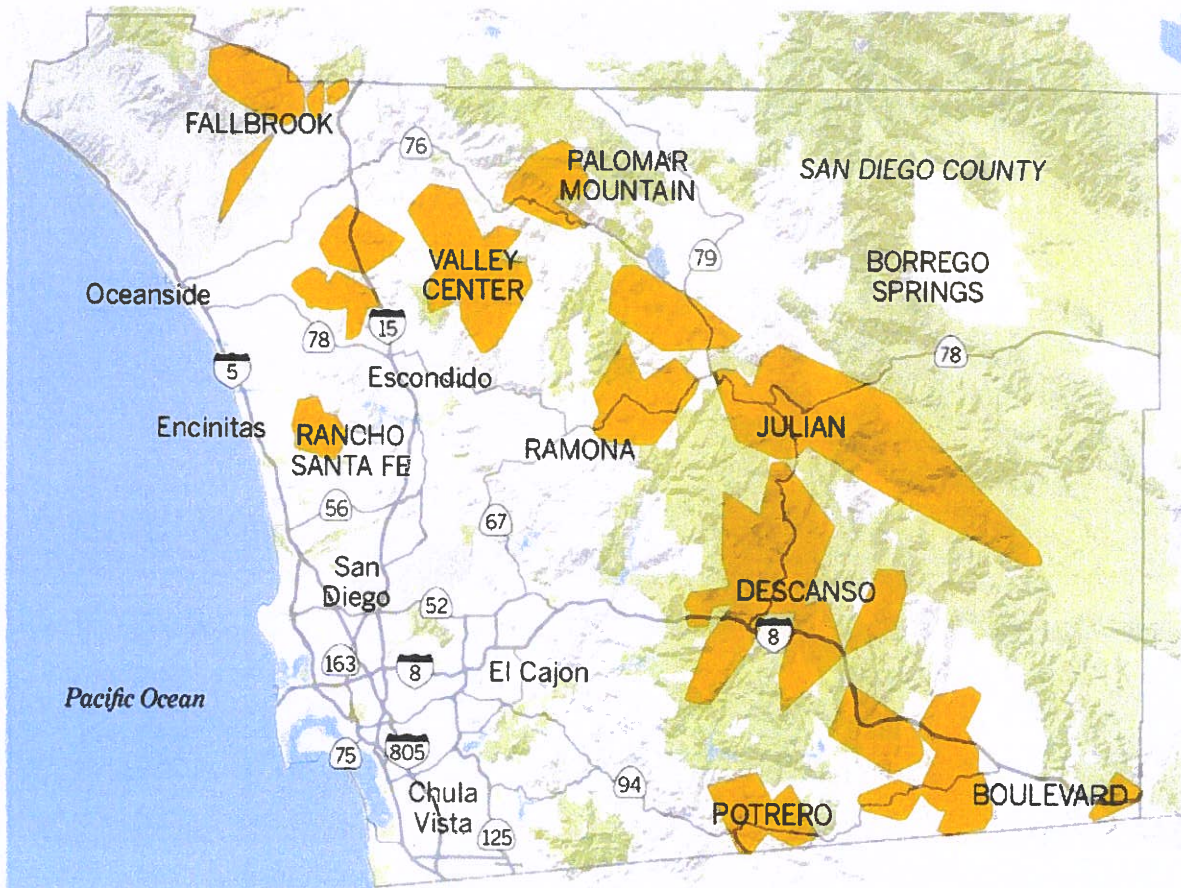 FALLBROOK
76
PALOMAR
MOUNTAIN
SAN DIEGO COUNTY
79
VALLEY
CENTER
BORREGO
SPRINGS
Oceanside
15
78
5
78
Escondido
Encinitas
RANCHO
SANTA FE
RAMONA
JULIAN
56
67
San
Diego
52
DESCANSO
8
163
8
El Cajon
Pacific Ocean
75
805
94
Chula
Vista
125
POTRERO
BOULEVARD